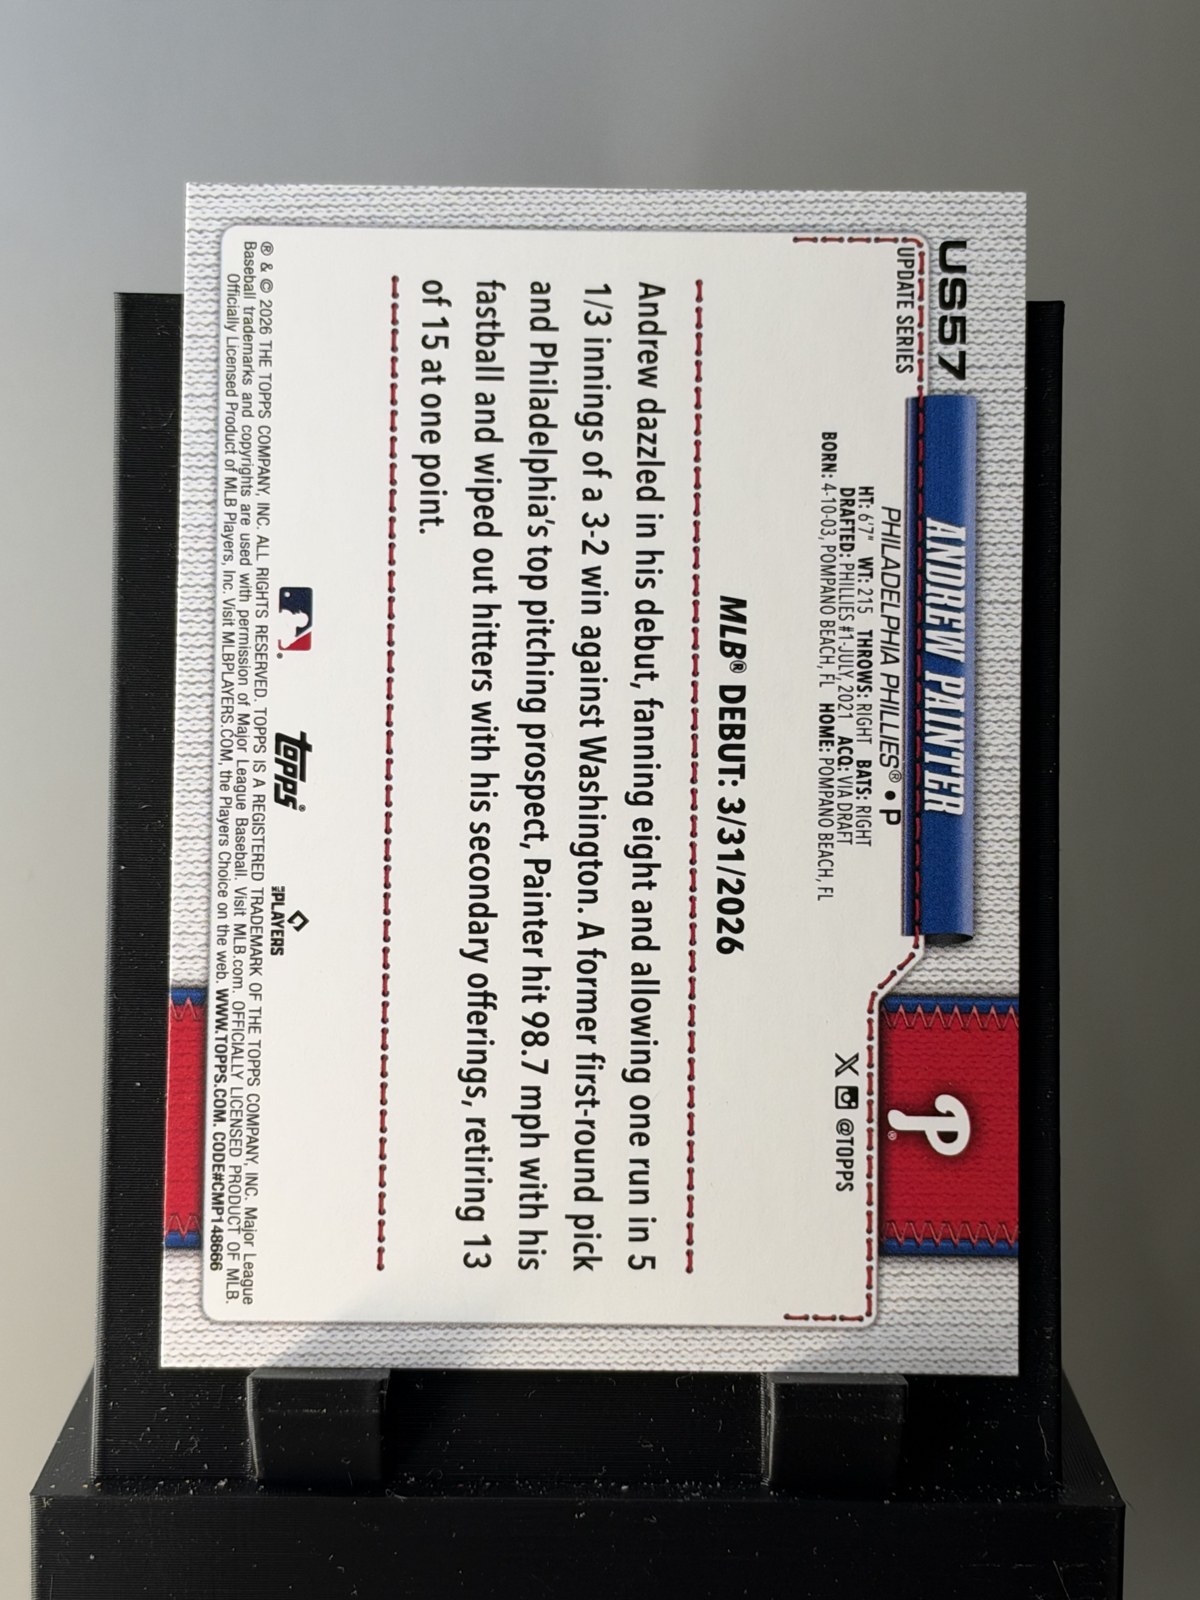 US57
ANDREW PAINTER
UPDATE SERIES
PHILADELPHIA PHILLIES® • P
P®
HT: 6'7" WT: 215 THROWS: RIGHT BATS: RIGHT
DRAFTED: PHILLIES #1-JULY, 2021 ACQ: VIA DRAFT
BORN: 4-10-03, POMPANO BEACH, FL HOME: POMPANO BEACH, FL
X @TOPPS
MLB® DEBUT: 3/31/2026
Andrew dazzled in his debut, fanning eight and allowing one run in 5
1/3 innings of a 3-2 win against Washington. A former first-round pick
and Philadelphia's top pitching prospect, Painter hit 98.7 mph with his
fastball and wiped out hitters with his secondary offerings, retiring 13
of 15 at one point.
topps®
MLB PLAYERS
® & © 2026 THE TOPPS COMPANY, INC. ALL RIGHTS RESERVED. TOPPS IS A REGISTERED TRADEMARK OF THE TOPPS COMPANY, INC. Major League
Baseball trademarks and copyrights are used with permission of Major League Baseball. Visit MLB.com. OFFICIALLY LICENSED PRODUCT OF MLB.
Officially Licensed Product of MLB Players, Inc. Visit MLBPLAYERS.COM, the Players Choice on the web. WWW.TOPPS.COM. CODE#CMP148666